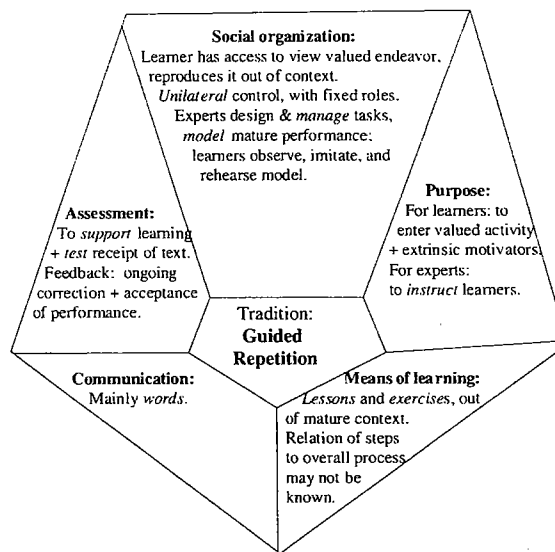 Social organization:
Learner has access to view valued endeavor,
reproduces it out of context.
Unilateral control, with fixed roles.
Experts design & manage tasks,
model mature performance;
learners observe, imitate, and
rehearse model.
Purpose:
For learners: to
enter valued activity
+ extrinsic motivators.
For experts:
to instruct learners.
Assessment:
To support learning
+ test receipt of text.
Feedback: ongoing
correction + acceptance
of performance.
Tradition:
Guided
Repetition
Communication:
Mainly words.
Means of learning:
Lessons and exercises, out
of mature context.
Relation of steps
to overall process
may not be
known.